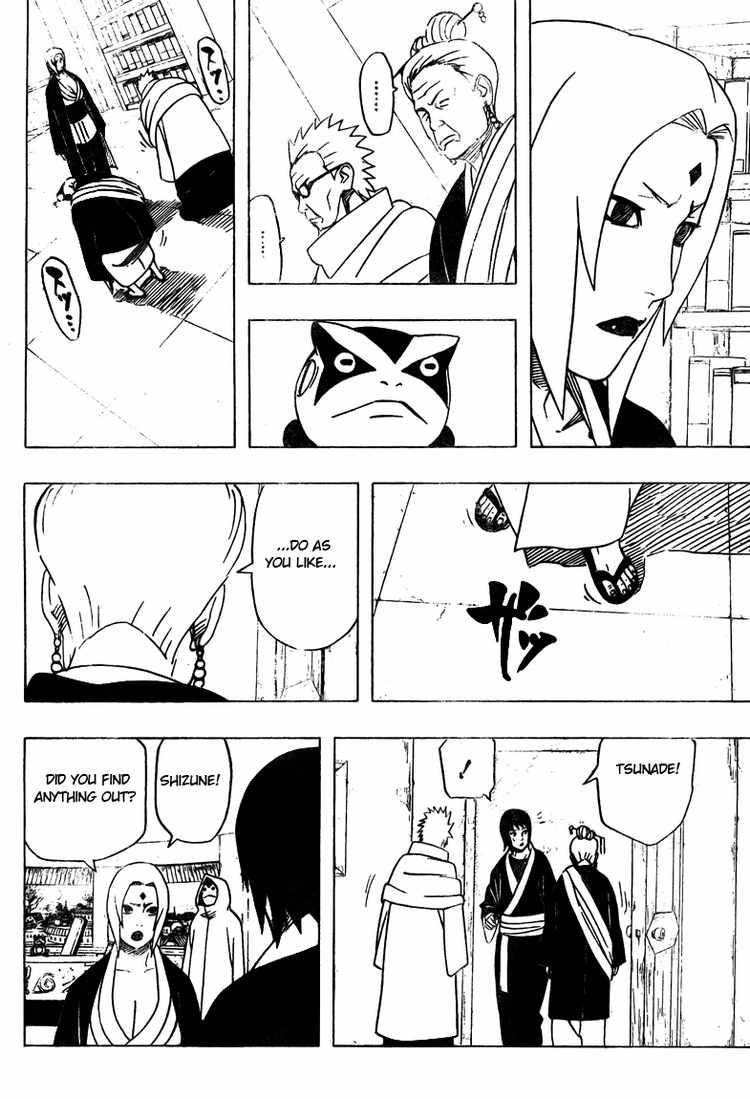 ......
.....
スッ...
スッ...
ザッ
...DO AS
YOU LIKE...
TSUNADE!
!
SHIZUNE!
DID YOU FIND
ANYTHING OUT?